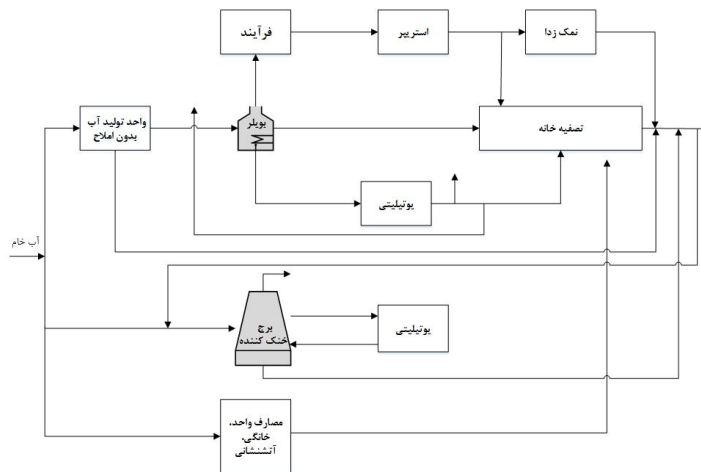 فرآیند
استریپر
نمک زدا
واحد تولید آب
بدون املاح
بویلر
تصفیه خانه
یوتیلیتی
آب خام
برج
خنک کننده
یوتیلیتی
مصارف واحد،
خانگی،
آتشنشانی